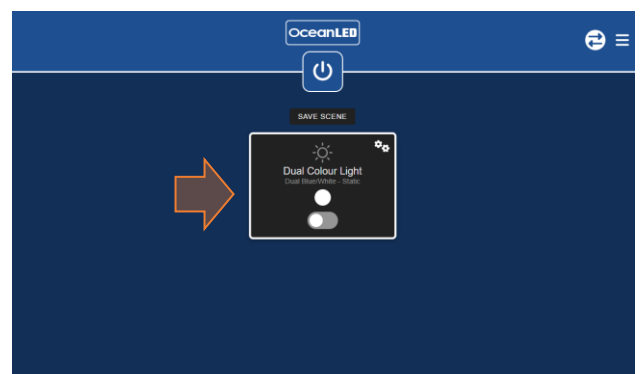 OceanLED
SAVE SCENE
Dual Colour Light
Dual Blue/White - Static